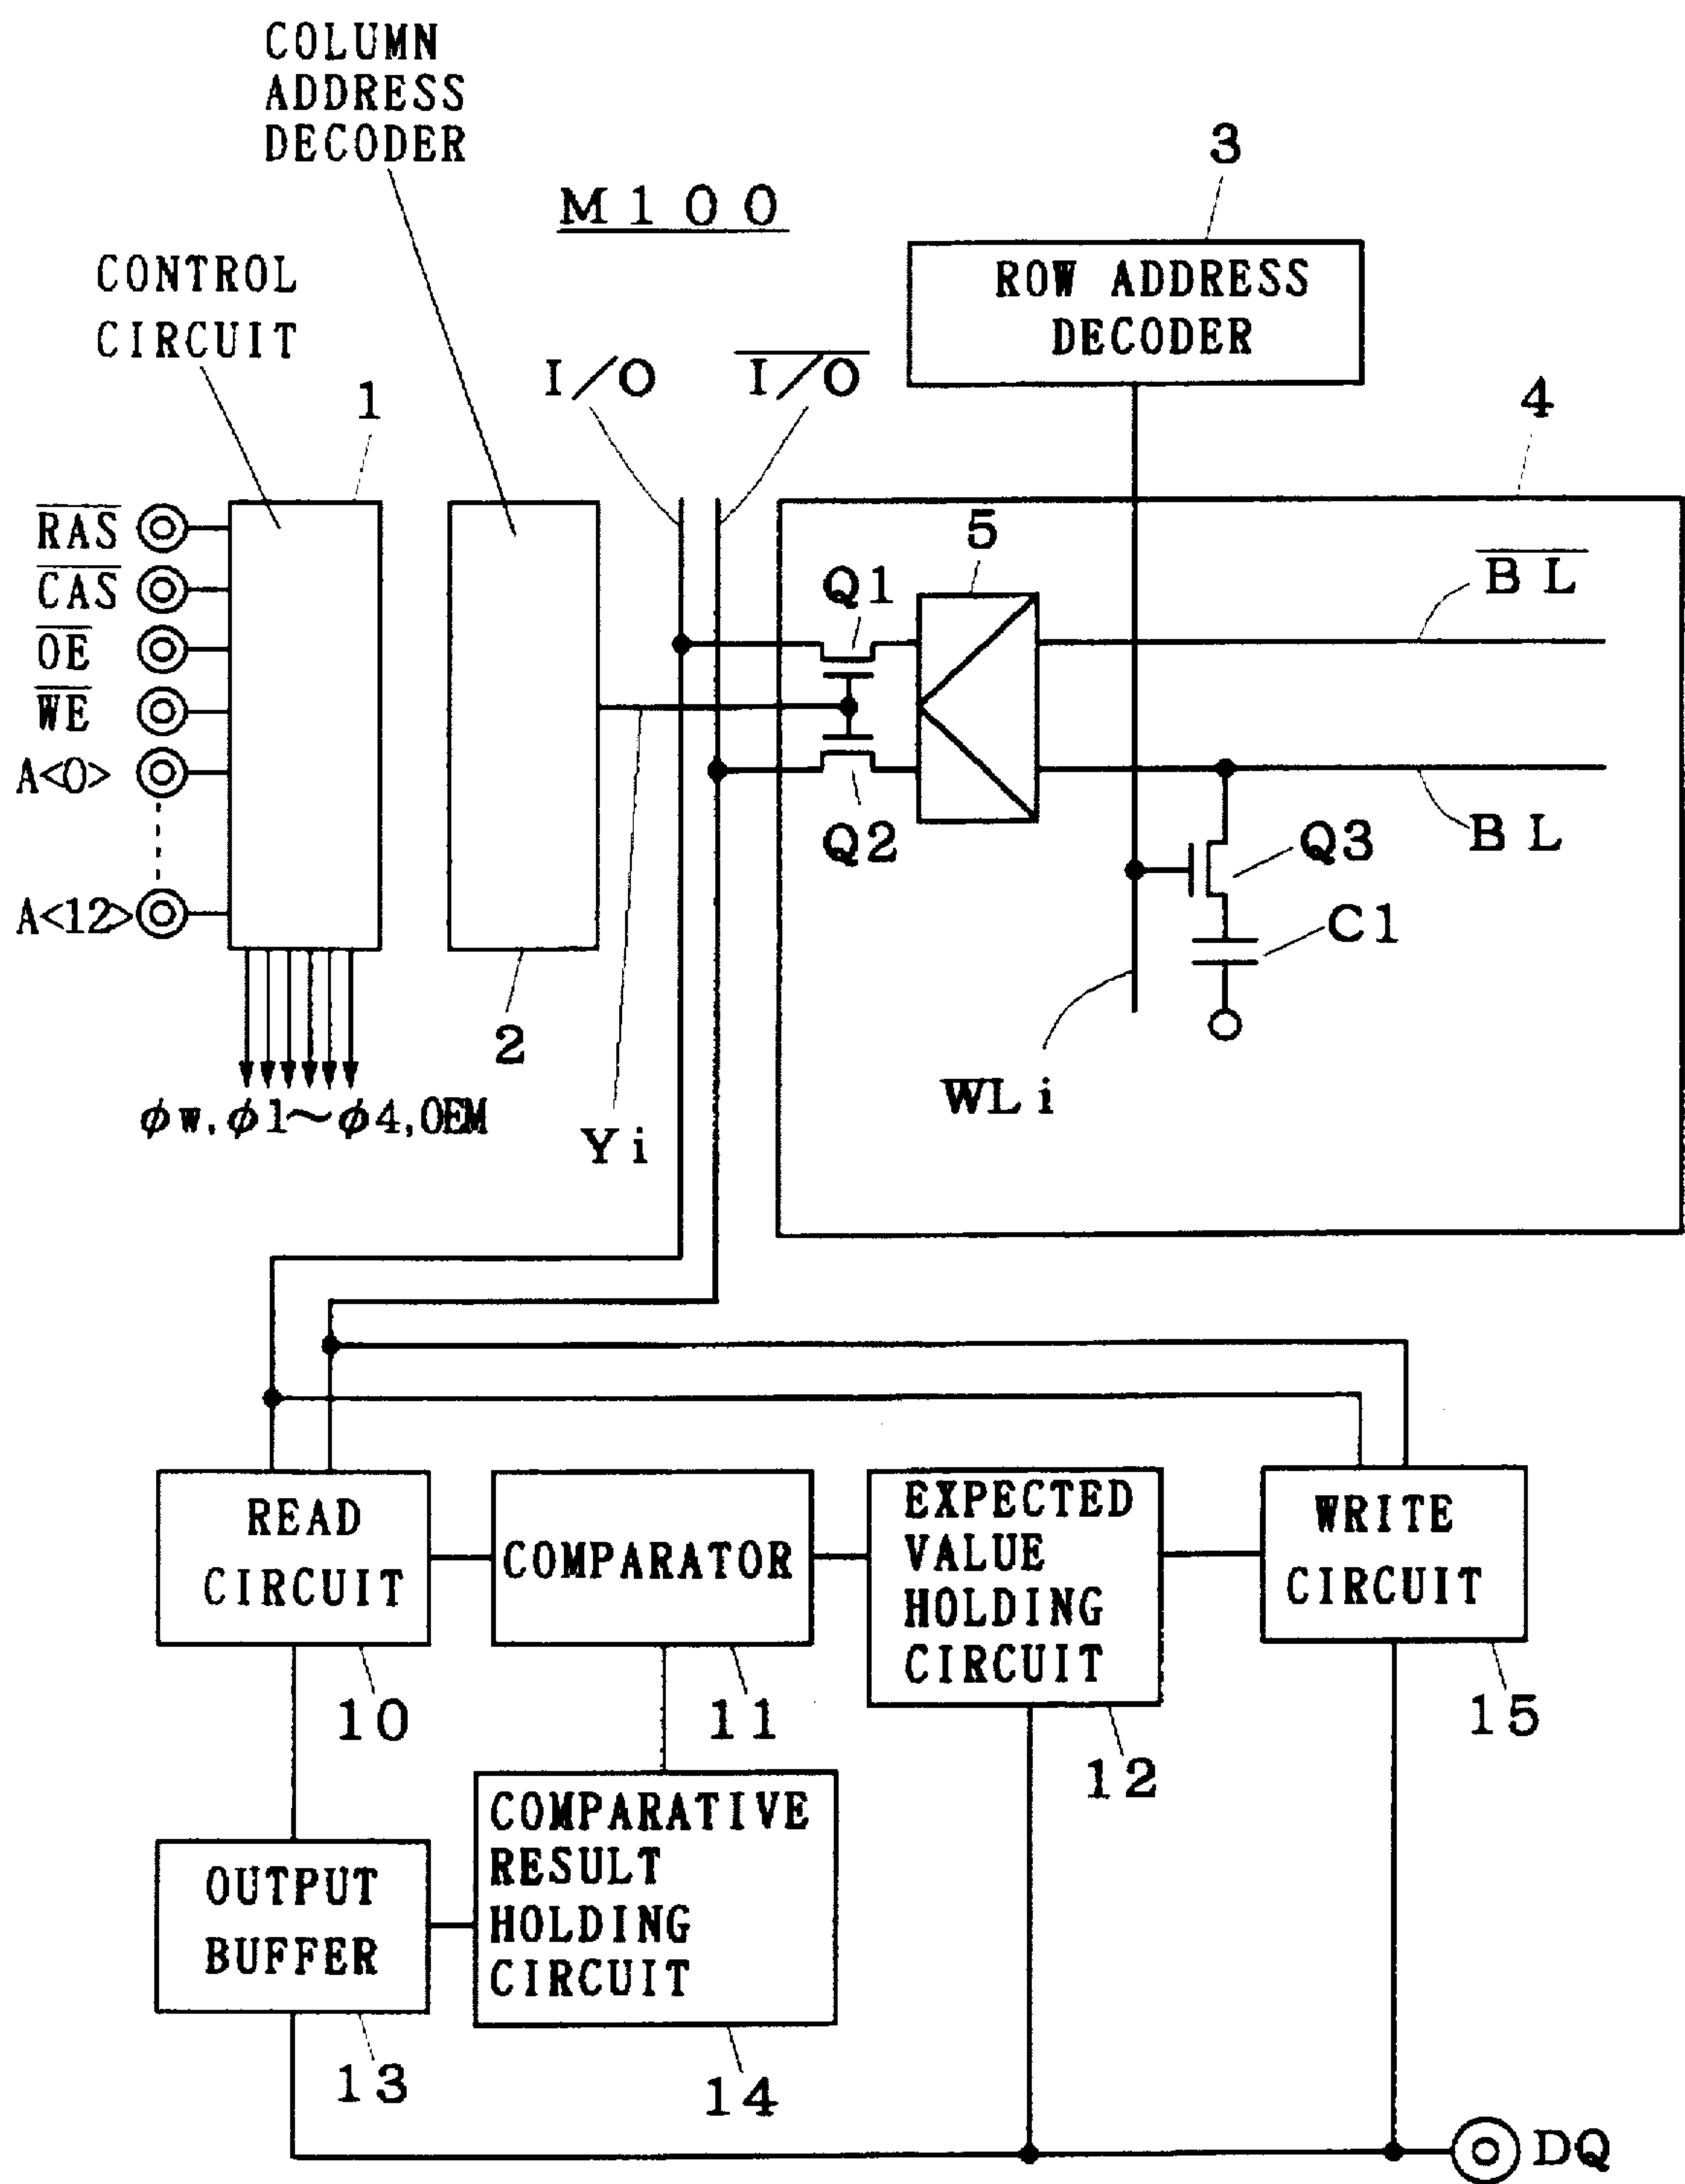 COLUMN
ADDRESS
DECODER
M100
3
ROW ADDRESS
DECODER
CONTROL
CIRCUIT
1
I/O
I/O
4
RAS
CAS
OE
WE
A<0>
A<12>
5
Q1
Q2
BL
BL
Q3
C1
2
φw,φ1~φ4,OEM
Yi
WLi
READ
CIRCUIT
10
COMPARATOR
11
EXPECTED
VALUE
HOLDING
CIRCUIT
12
WRITE
CIRCUIT
15
OUTPUT
BUFFER
13
COMPARATIVE
RESULT
HOLDING
CIRCUIT
14
DQ